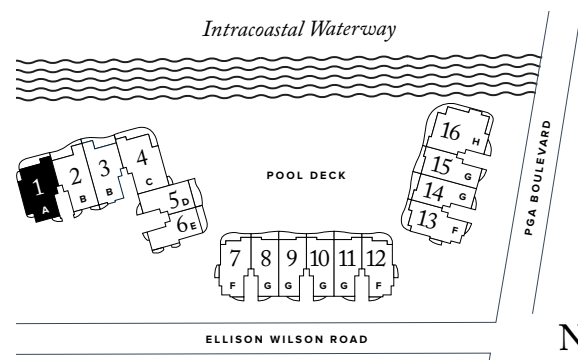 Intracoastal Waterway
1
A
2
B
3
B
4
C
5
D
6
E
POOL DECK
16
H
15
G
14
G
13
F
PGA BOULEVARD
7
F
8
G
9
G
10
G
11
G
12
F
ELLISON WILSON ROAD
N